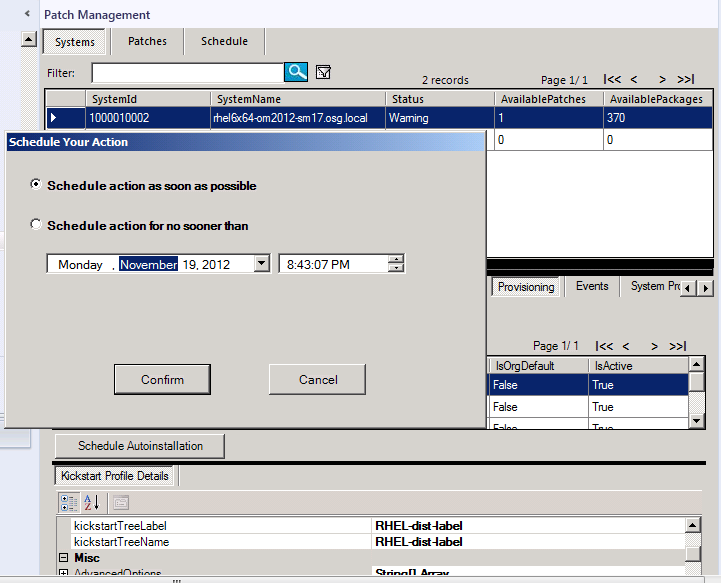 Patch Management
Systems Patches Schedule
Filter: 2 records Page 1/ 1 |<< < > >>|
SystemId SystemName Status AvailablePatches AvailablePackages
1000010002 rhel6x64-om2012-sm17.osg.local Warning 1 370
0 0
Schedule Your Action
Schedule action as soon as possible
Schedule action for no sooner than
Monday , November 19, 2012 8:43:07 PM
Confirm Cancel
Provisioning Events System Pro
Page 1/ 1 |<< < > >>|
IsOrgDefault IsActive
False True
False True
False True
Schedule Autoinstallation
Kickstart Profile Details
kickstartTreeLabel RHEL-dist-label
kickstartTreeName RHEL-dist-label
Misc
AdvancedOptions String[] Array